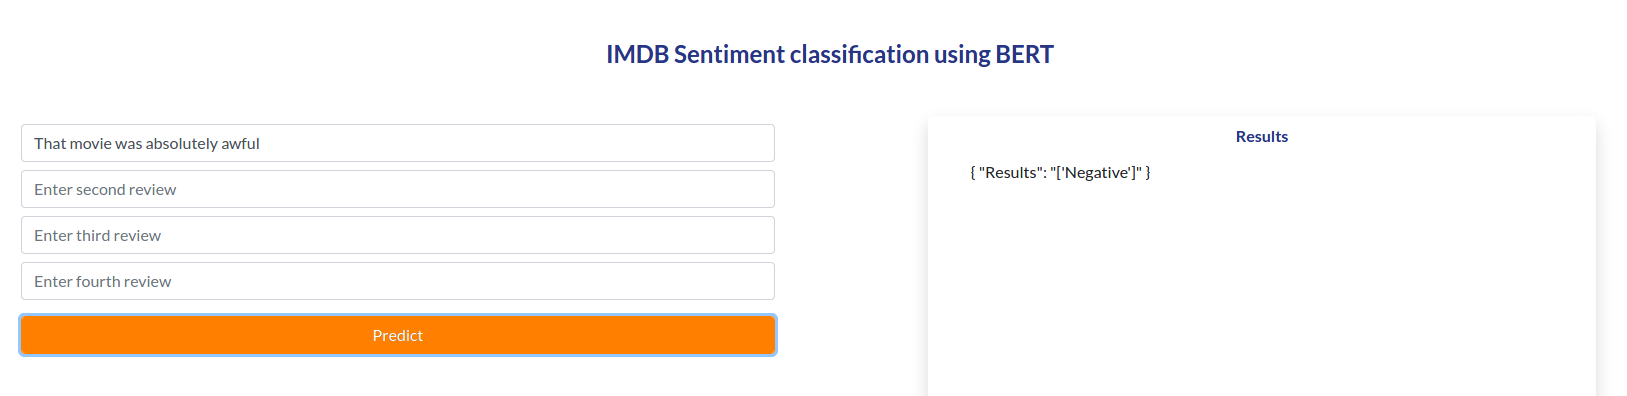 IMDB Sentiment classification using BERT
That movie was absolutely awful
Enter second review
Enter third review
Enter fourth review
Predict
Results
{ "Results": "['Negative']" }